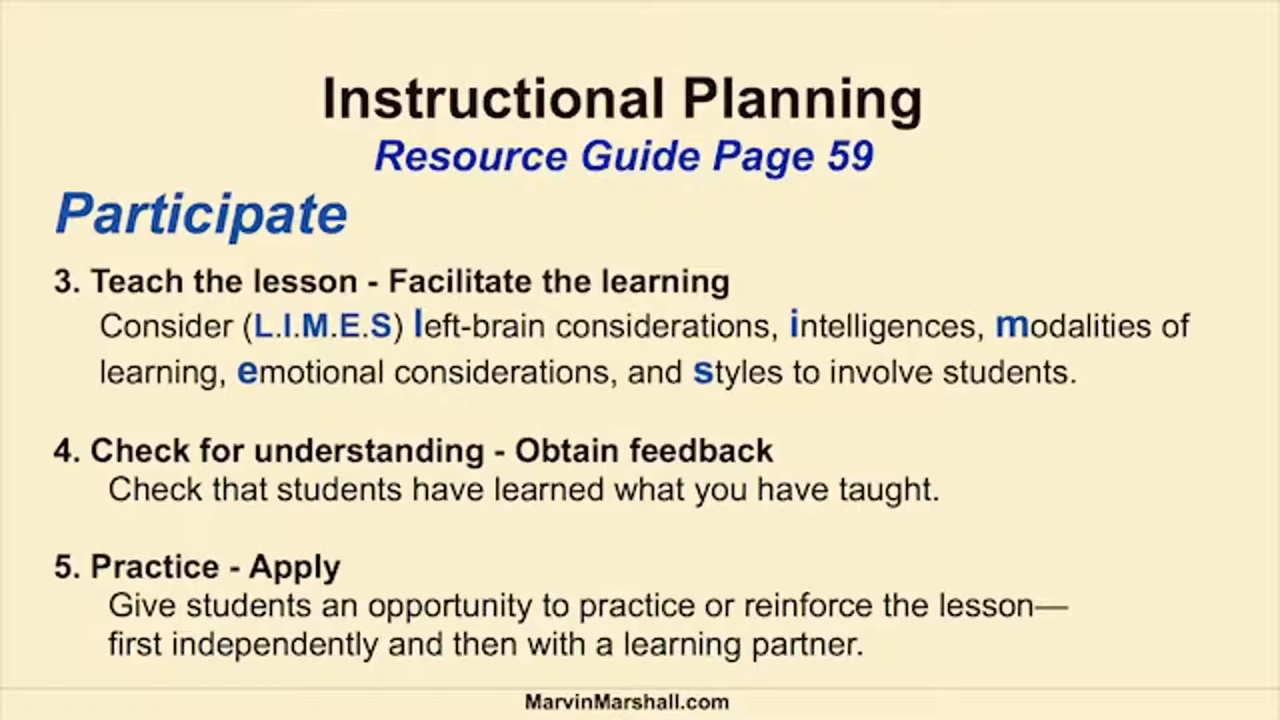 Instructional Planning
Resource Guide Page 59
Participate
3. Teach the lesson - Facilitate the learning
Consider (L.I.M.E.S) left-brain considerations, intelligences, modalities of
learning, emotional considerations, and styles to involve students.
4. Check for understanding - Obtain feedback
Check that students have learned what you have taught.
5. Practice - Apply
Give students an opportunity to practice or reinforce the lesson—
first independently and then with a learning partner.
MarvinMarshall.com